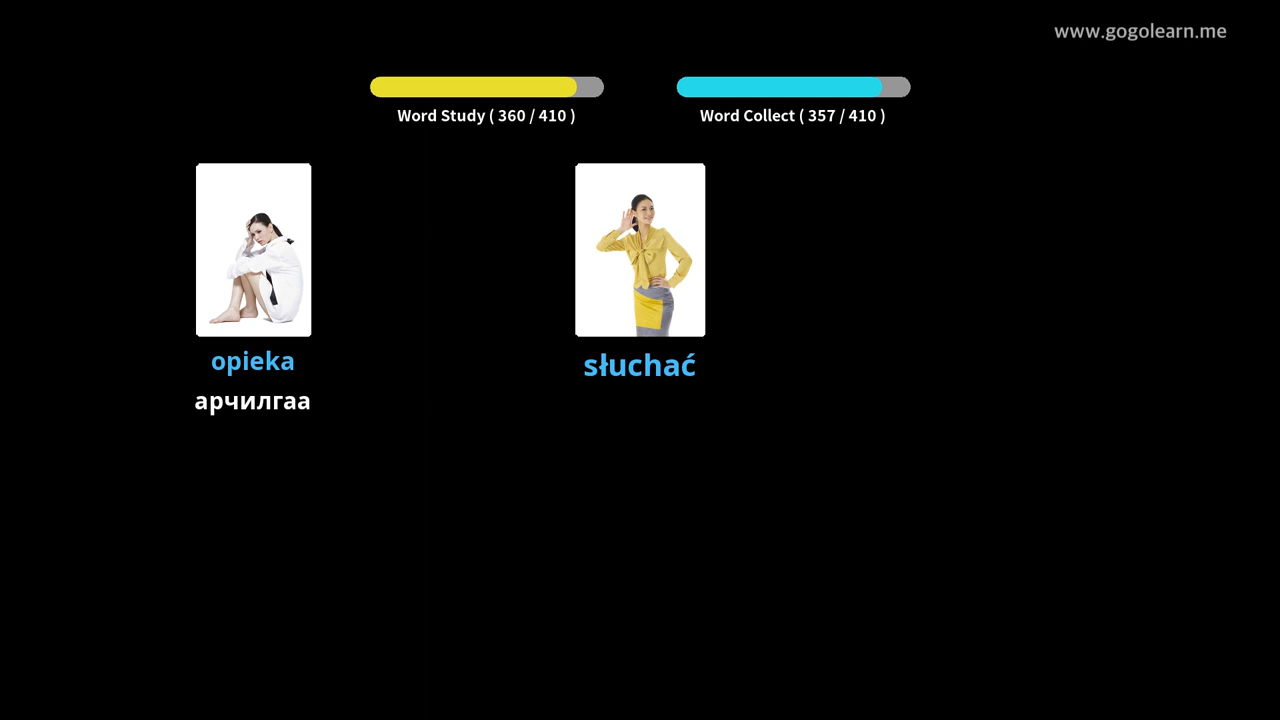 www.gogolearn.me
Word Study ( 360 / 410 )
Word Collect ( 357 / 410 )
opieka
арчилгаа
słuchać